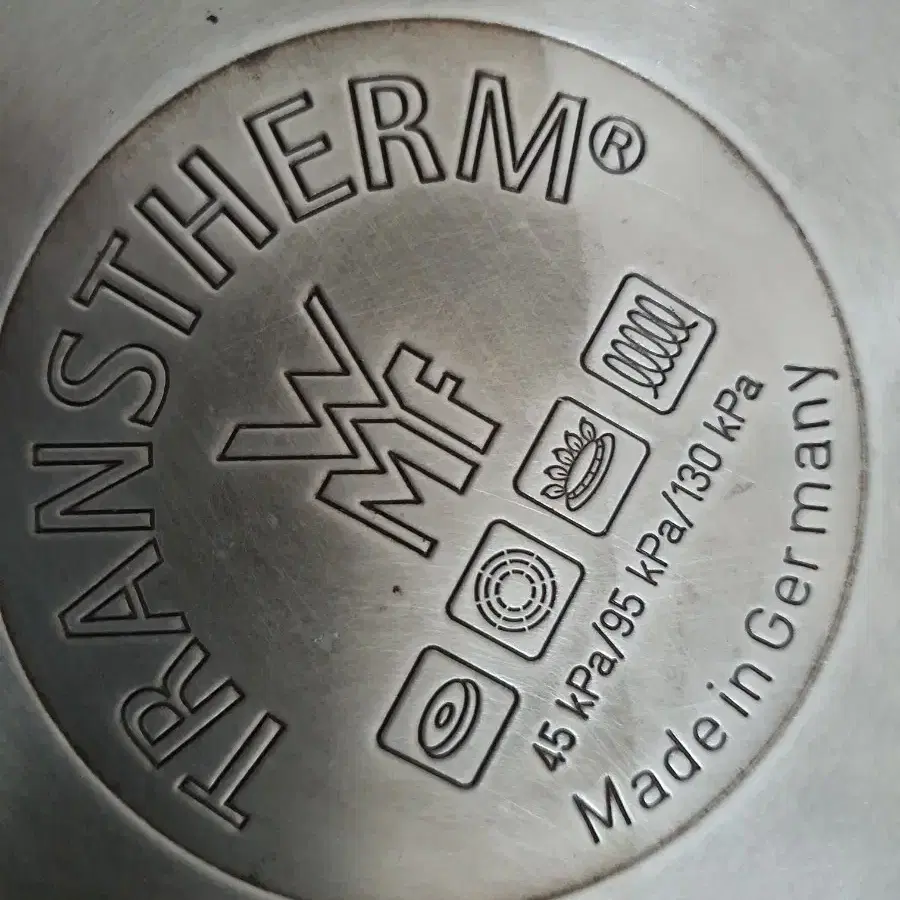 TRANSTHERM®
WMF
45 kPa/95 kPa/130 kPa
Made in Germany